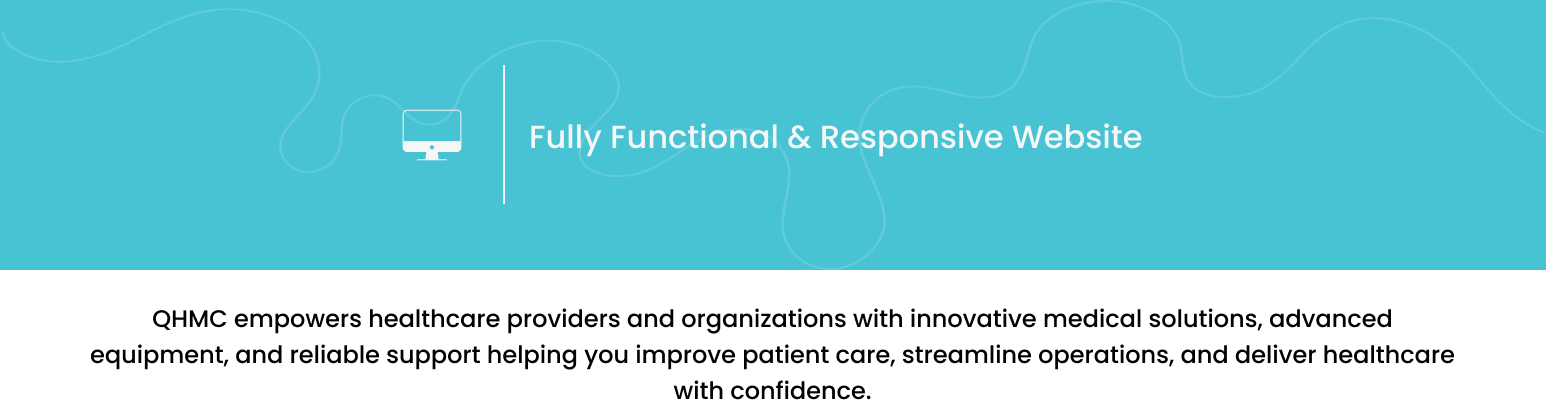 Fully Functional & Responsive Website
QHMC empowers healthcare providers and organizations with innovative medical solutions, advanced
equipment, and reliable support helping you improve patient care, streamline operations, and deliver healthcare
with confidence.